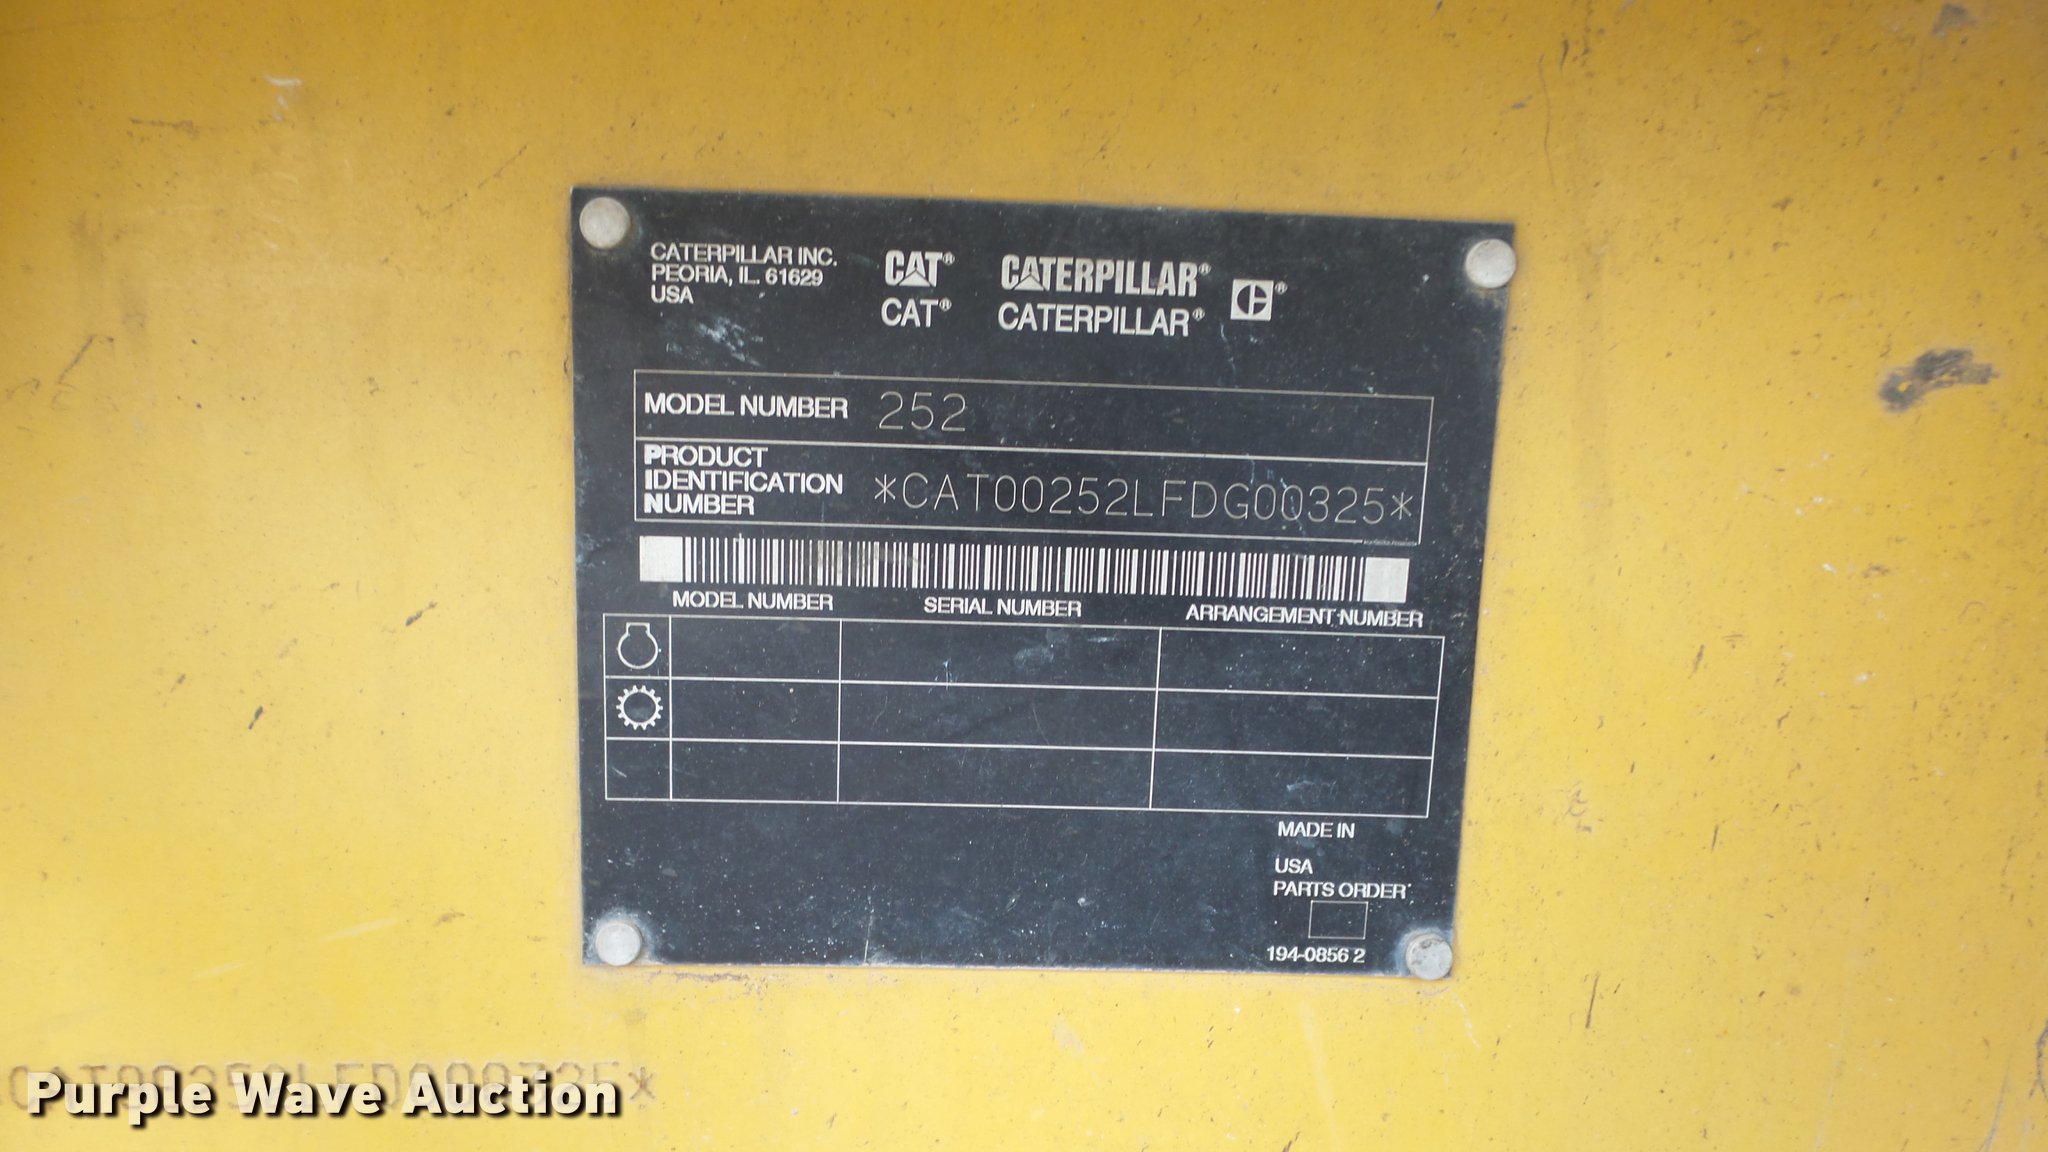 CATERPILLAR INC.
PEORIA, IL. 61629
USA
CAT® CATERPILLAR® ®
CAT® CATERPILLAR®
MODEL NUMBER 252
PRODUCT
IDENTIFICATION
NUMBER *CAT00252LFDG00325*
MODEL NUMBER SERIAL NUMBER ARRANGEMENT NUMBER
MADE IN
USA
PARTS ORDER
194-0856 2
Purple Wave Auction